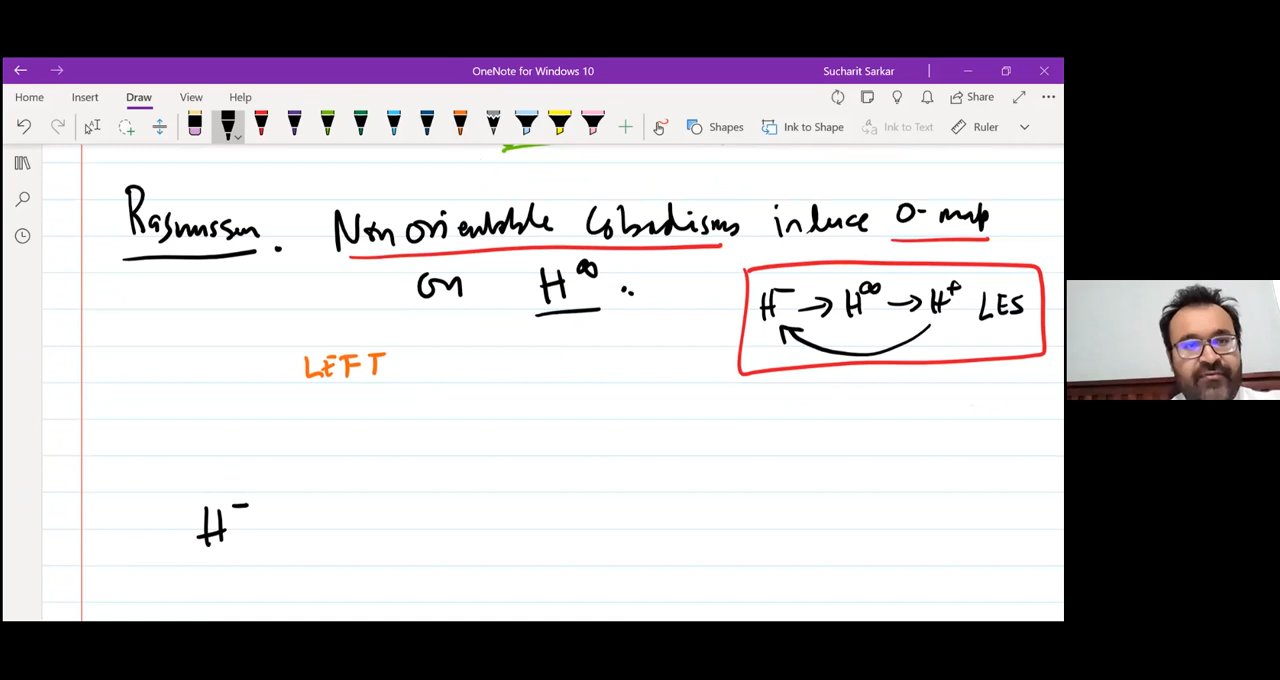 OneNote for Windows 10
Sucharit Sarkar
Home Insert Draw View Help
Share
Shapes Ink to Shape Ink to Text Ruler
Rasmussen. Nonorientable Cobordisms induce 0-map
on H^∞.
H^- → H^∞ → H^+ LES
LEFT
H^-